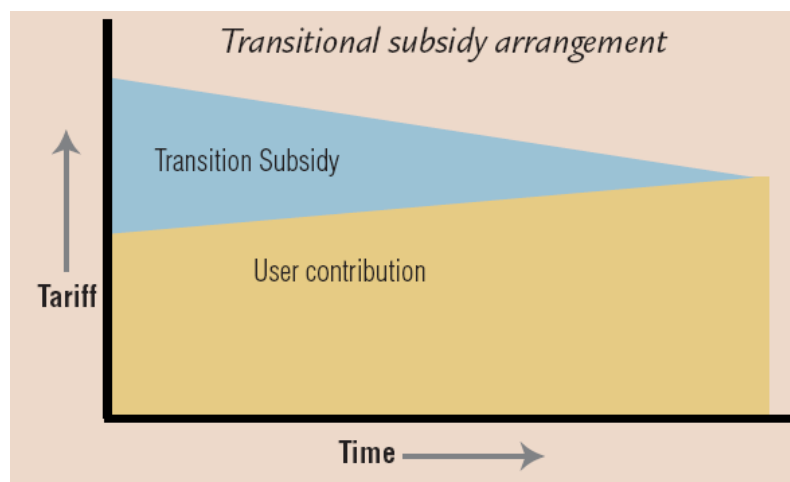 Transitional subsidy arrangement
Transition Subsidy
User contribution
Tariff
Time